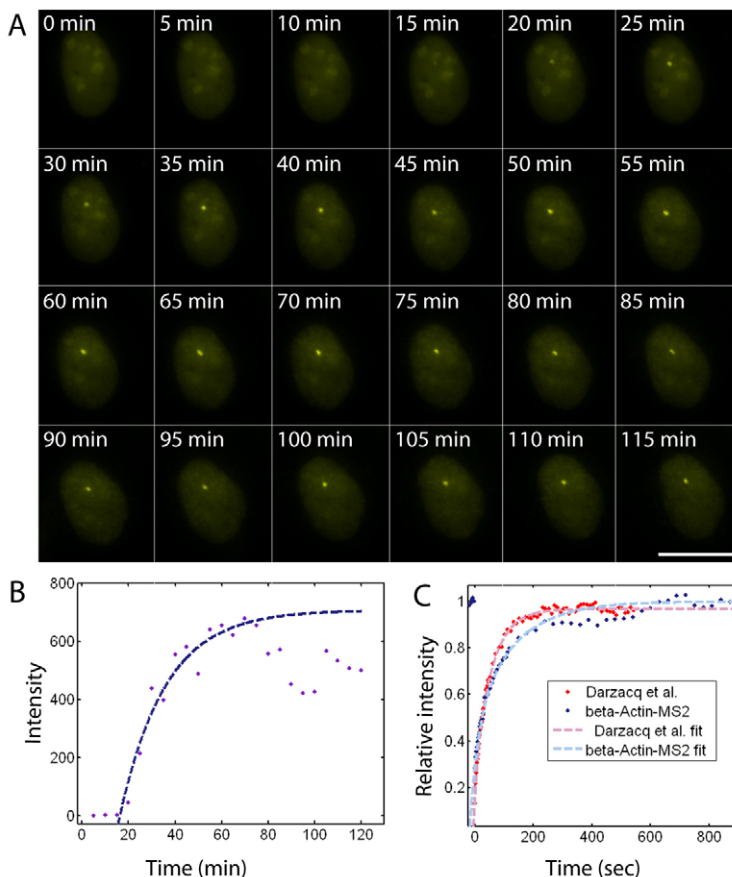 A
0 min 5 min 10 min 15 min 20 min 25 min
30 min 35 min 40 min 45 min 50 min 55 min
60 min 65 min 70 min 75 min 80 min 85 min
90 min 95 min 100 min 105 min 110 min 115 min
B
800
600
400
200
0
0 20 40 60 80 100 120
Intensity
Time (min)
C
1
0.8
0.6
0.4
0.2
0 200 400 600 800
Relative intensity
Time (sec)
Darzacq et al.
beta-Actin-MS2
Darzacq et al. fit
beta-Actin-MS2 fit